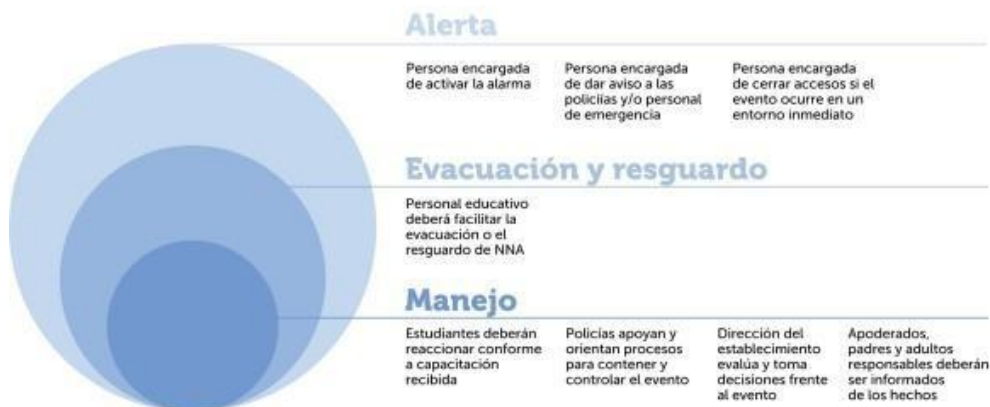 Alerta
Persona encargada
de activar la alarma
Persona encargada
de dar aviso a las
policíias y/o personal
de emergencia
Persona encargada
de cerrar accesos si el
evento ocurre en un
entorno inmediato
Evacuación y resguardo
Personal educativo
deberá facilitar la
evacuación o el
resguardo de NNA
Manejo
Estudiantes deberán
reaccionar conforme
a capacitación
recibida
Policías apoyan y
orientan procesos
para contener y
controlar el evento
Dirección del
establecimiento
evalúa y toma
decisiones frente
al evento
Apoderados,
padres y adultos
responsables deberán
ser informados
de los hechos